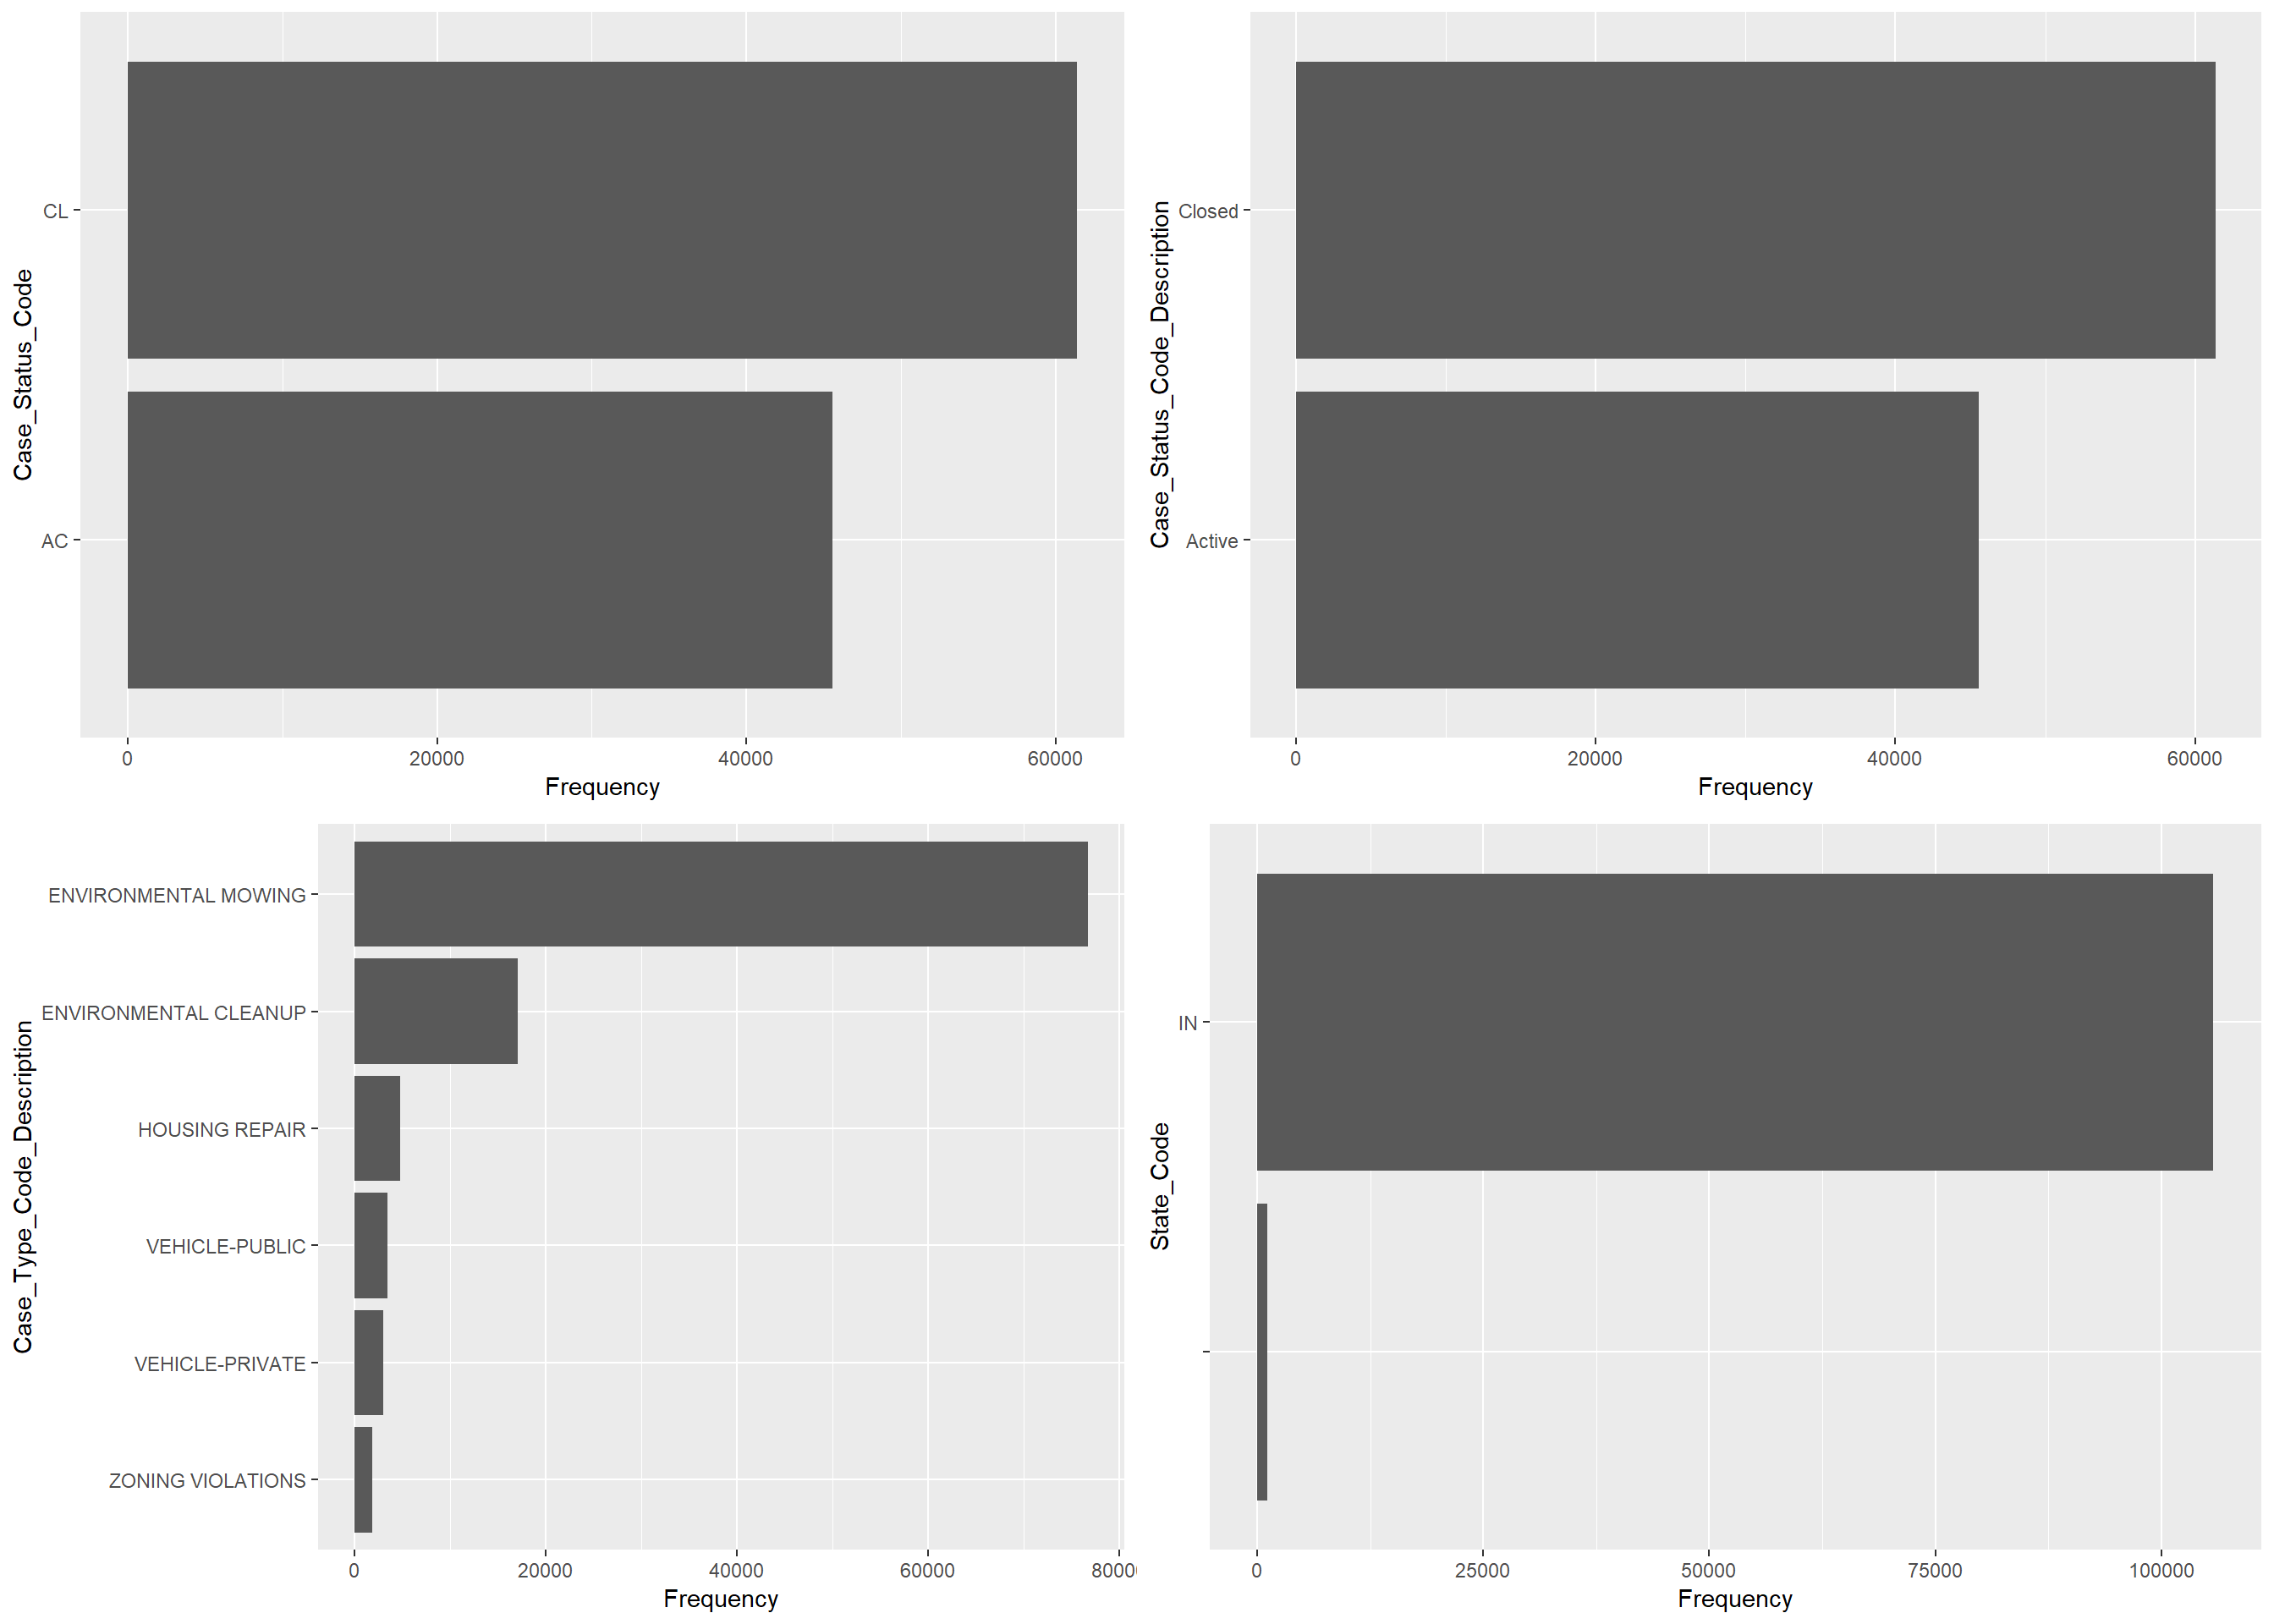 Case_Status_Code
CL
AC
0 20000 40000 60000
Frequency
Case_Status_Code_Description
Closed
Active
0 20000 40000 60000
Frequency
Case_Type_Code_Description
ENVIRONMENTAL MOWING
ENVIRONMENTAL CLEANUP
HOUSING REPAIR
VEHICLE-PUBLIC
VEHICLE-PRIVATE
ZONING VIOLATIONS
0 20000 40000 60000 80000
Frequency
State_Code
IN
0 25000 50000 75000 100000
Frequency